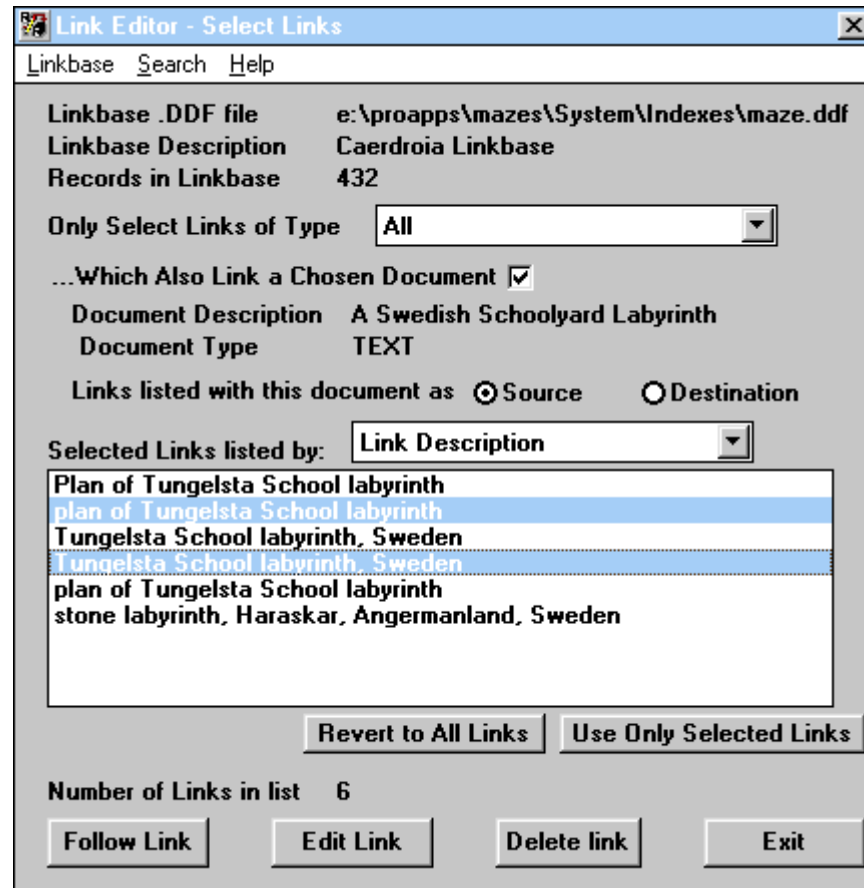 Link Editor - Select Links
Linkbase Search Help
Linkbase .DDF file e:\proapps\mazes\System\Indexes\maze.ddf
Linkbase Description Caerdroia Linkbase
Records in Linkbase 432
Only Select Links of Type All
...Which Also Link a Chosen Document
Document Description A Swedish Schoolyard Labyrinth
Document Type TEXT
Links listed with this document as Source Destination
Selected Links listed by: Link Description
Plan of Tungelsta School labyrinth
plan of Tungelsta School labyrinth
Tungelsta School labyrinth, Sweden
Tungelsta School labyrinth, Sweden
plan of Tungelsta School labyrinth
stone labyrinth, Haraskar, Angermanland, Sweden
Revert to All Links Use Only Selected Links
Number of Links in list 6
Follow Link Edit Link Delete link Exit